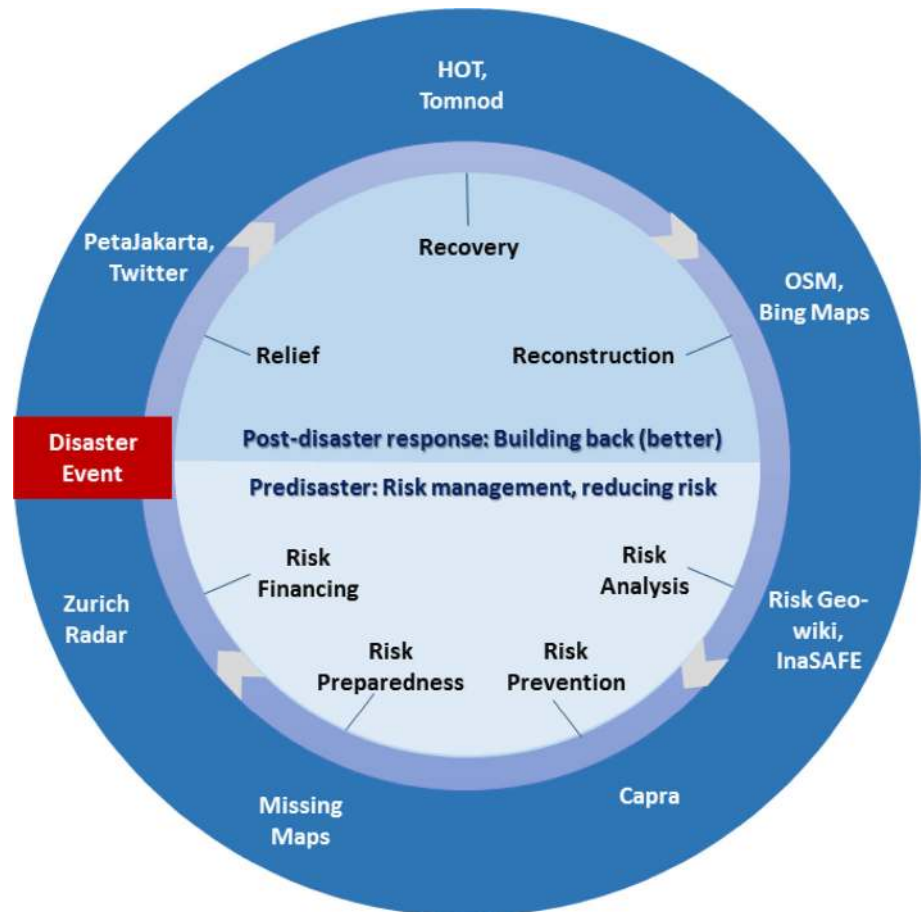 HOT,
Tomnod
PetaJakarta,
Twitter
Recovery
OSM,
Bing Maps
Relief
Reconstruction
Disaster
Event
Post-disaster response: Building back (better)
Predisaster: Risk management, reducing risk
Risk
Financing
Risk
Analysis
Zurich
Radar
Risk Geo-
wiki,
InaSAFE
Risk
Preparedness
Risk
Prevention
Missing
Maps
Capra